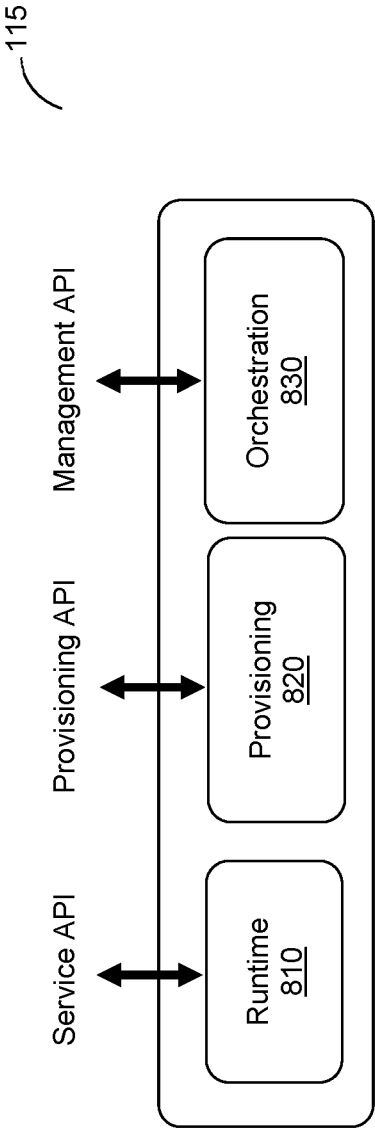 115
Service API
Provisioning API
Management API
Runtime
810
Provisioning
820
Orchestration
830